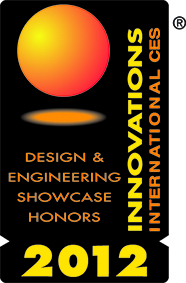 DESIGN &
ENGINEERING
SHOWCASE
HONORS
INNOVATIONS
INTERNATIONAL CES
®
2012